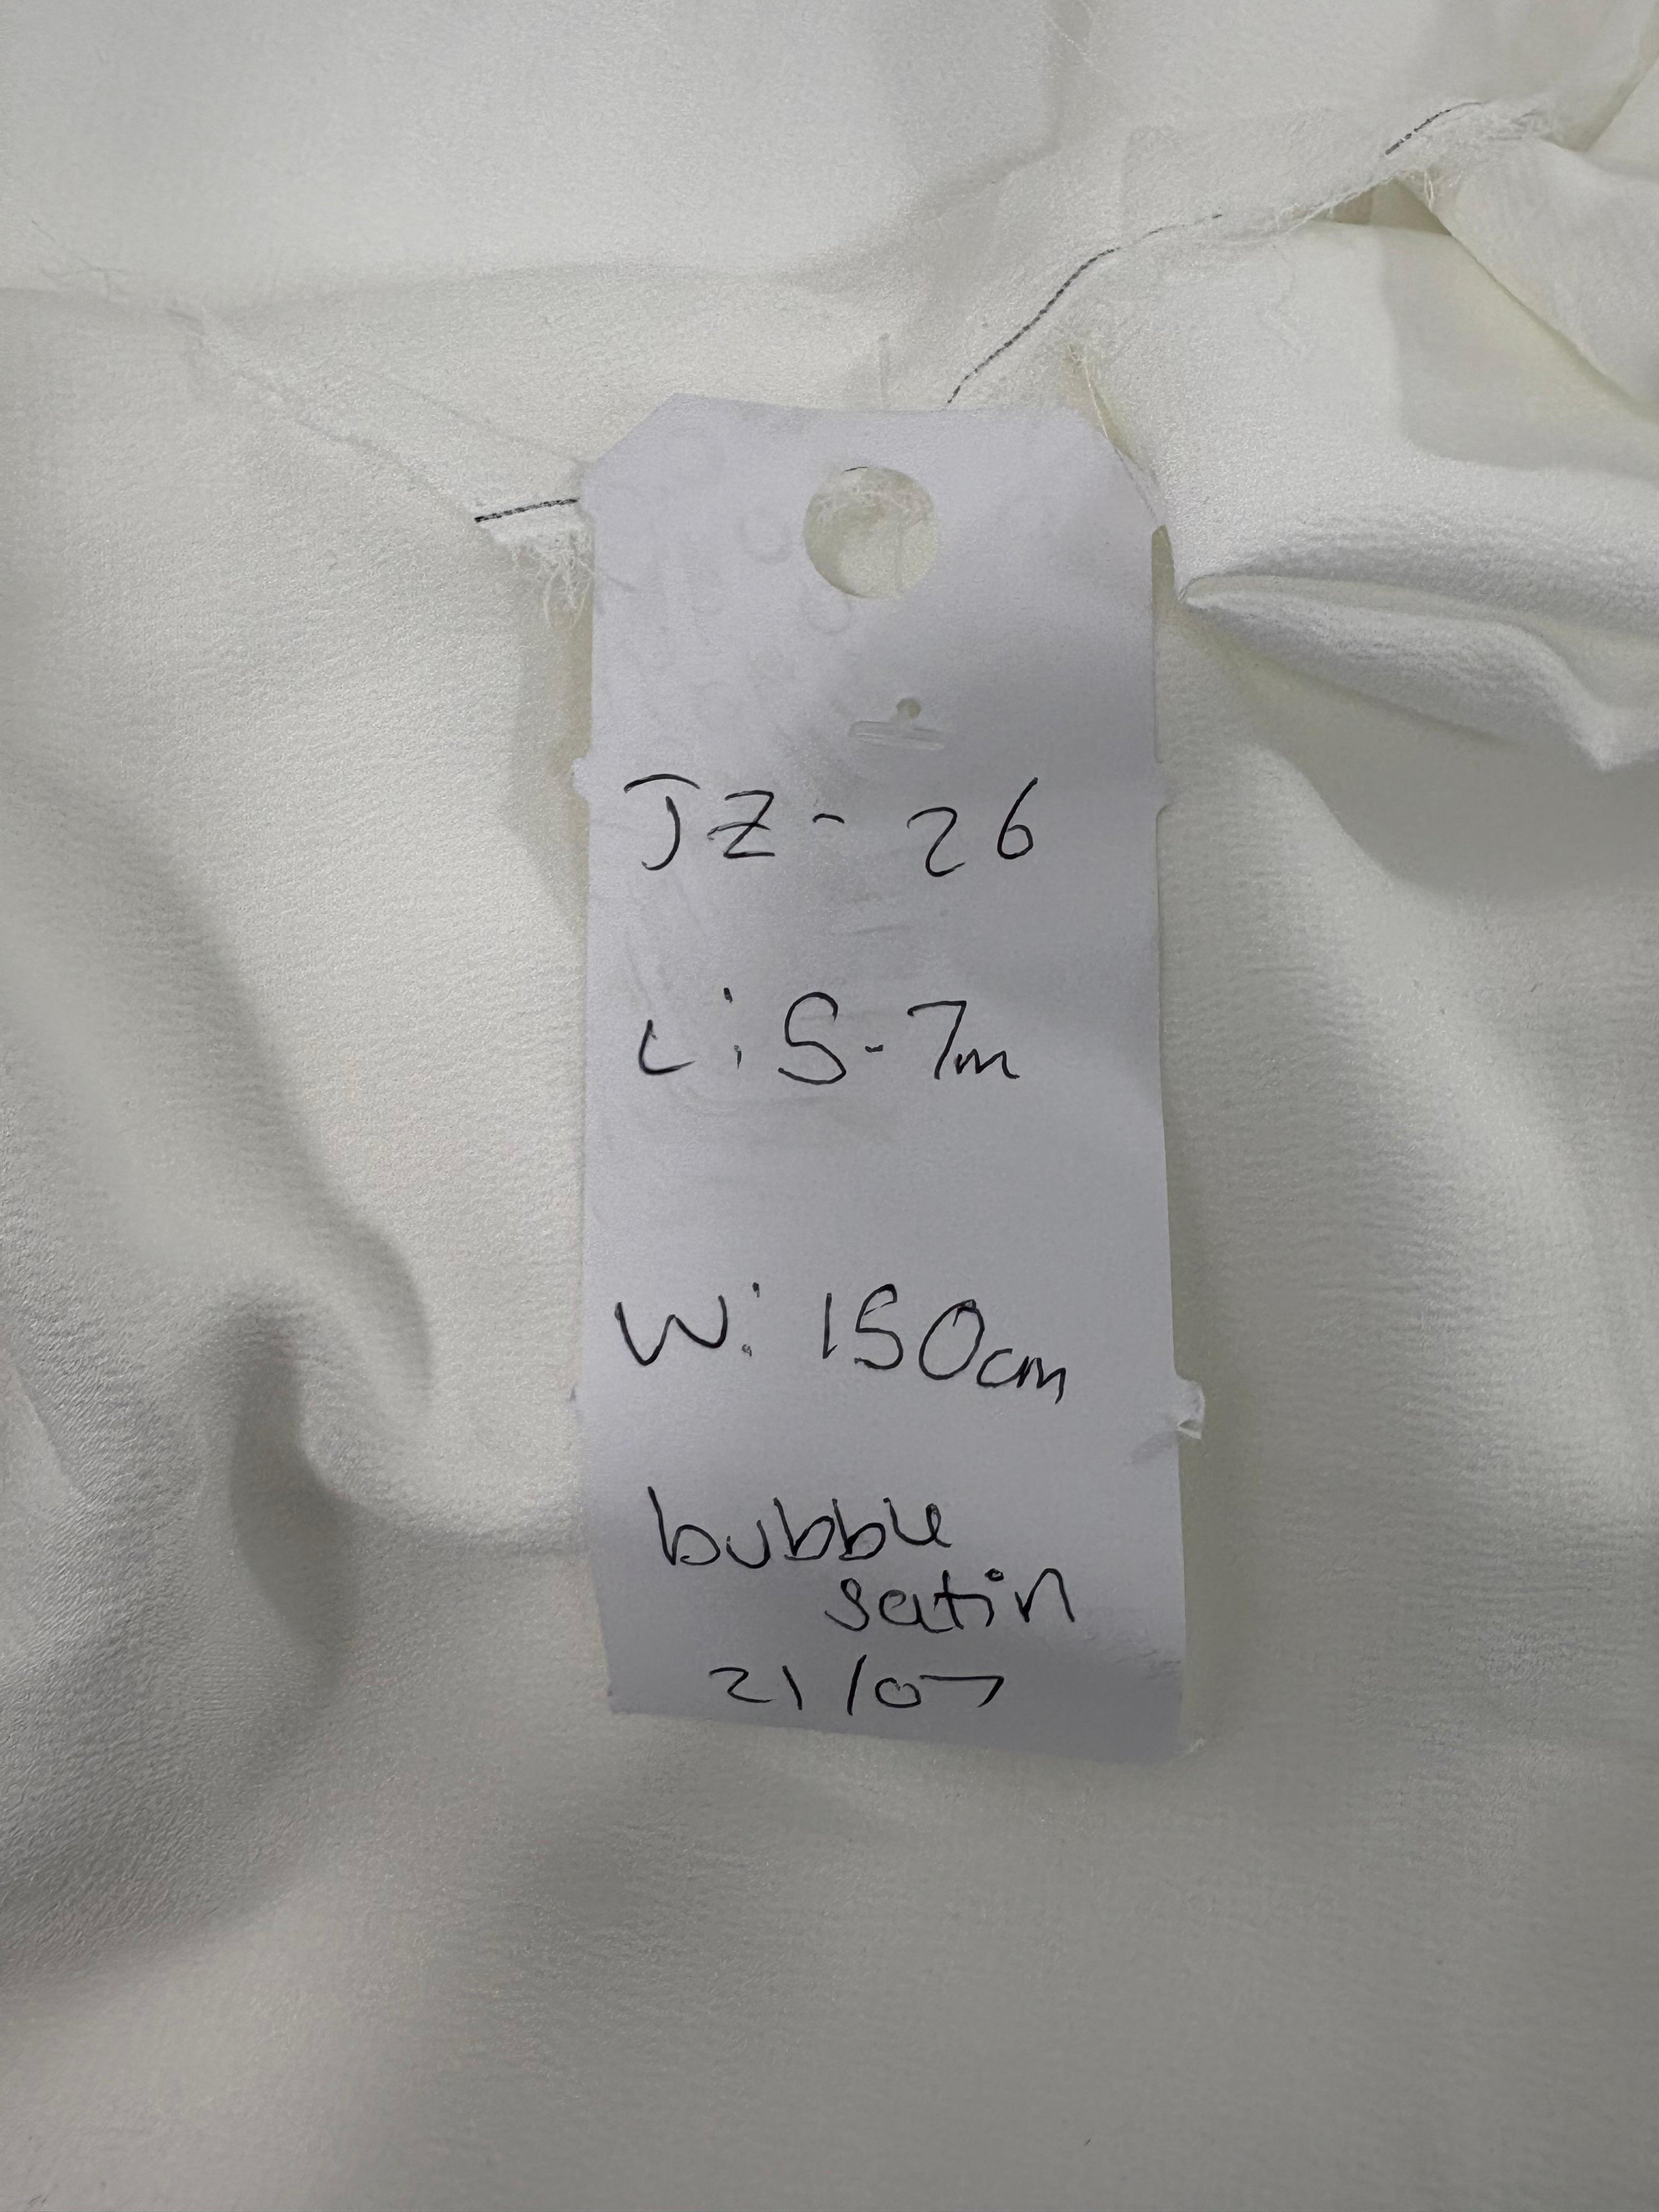 JZ - 26
L: 5-7m
W: 150cm
bubble
satin
21/07